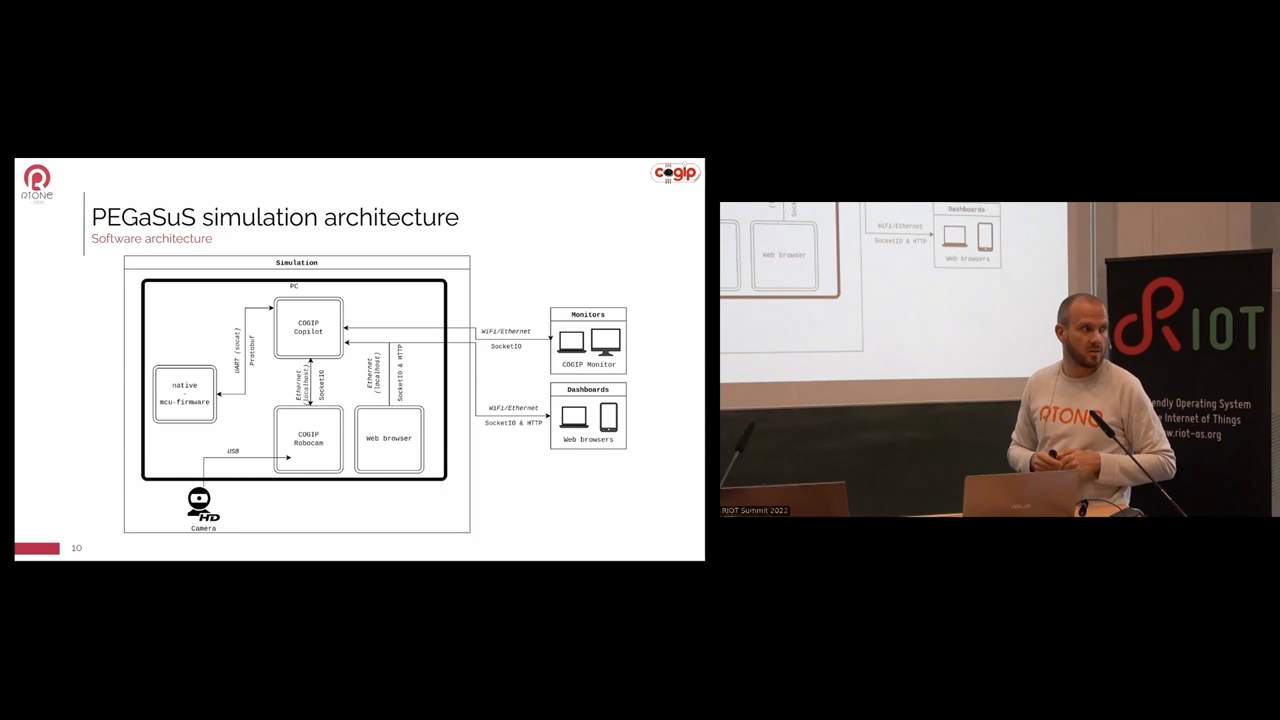 RTONE
cogip
PEGaSuS simulation architecture
Software architecture
Simulation
PC
COGIP
Copilot
UART (socat)
Protobuf
native
-
mcu-firmware
Ethernet
(localhost)
SocketIO
Ethernet
(localhost)
SocketIO & HTTP
COGIP
Robocam
Web browser
USB
HD
Camera
WiFi/Ethernet
SocketIO
Monitors
COGIP Monitor
WiFi/Ethernet
SocketIO & HTTP
Dashboards
Web browsers
10
Web browser
WiFi/Ethernet
SocketIO & HTTP
Dashboards
Web browsers
RIOT
endly Operating System
e Internet of Things
w.riot-os.org
RTONE
RIOT Summit 2022